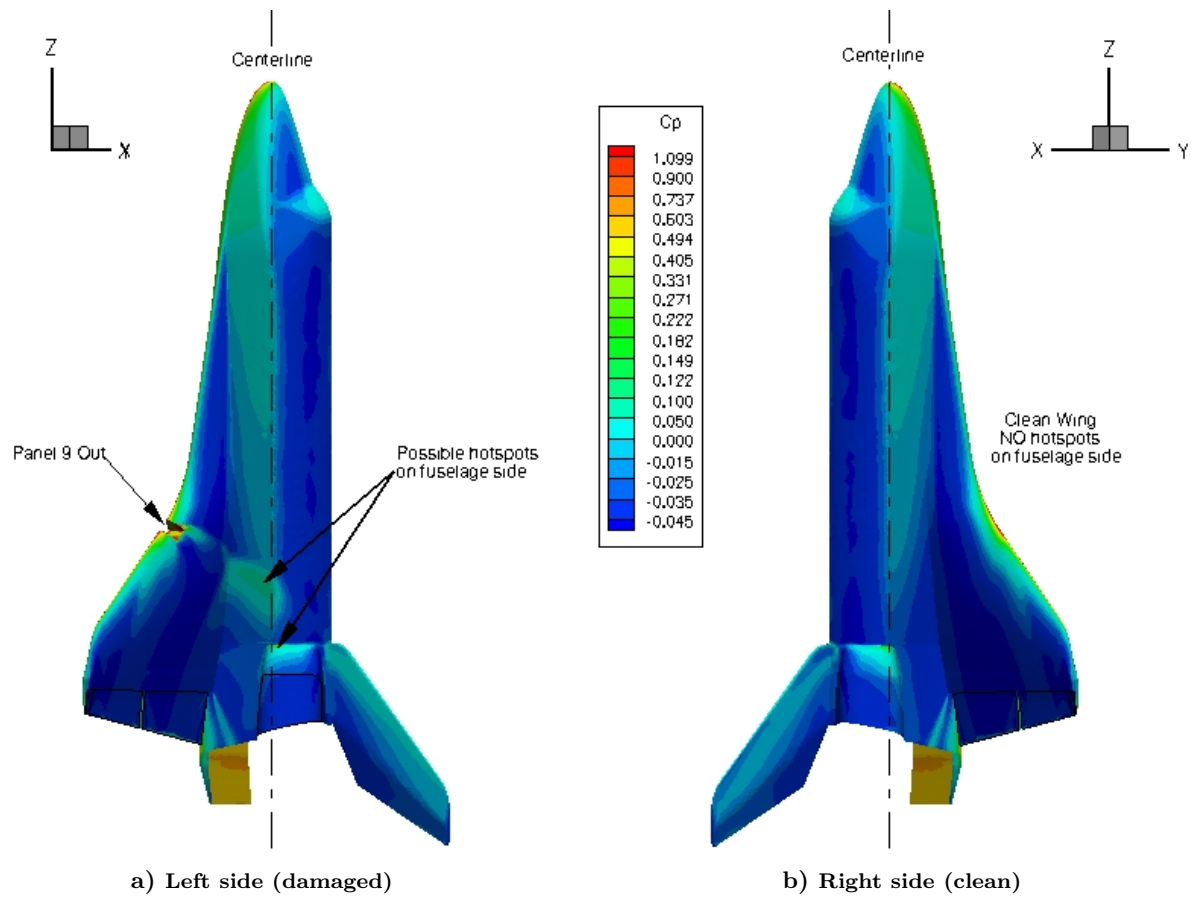 Z
X
Centerline
Panel 9 Out
Possible hotspots
on fuselage side
Cp
1.099
0.900
0.737
0.603
0.494
0.405
0.331
0.271
0.222
0.182
0.149
0.122
0.100
0.050
0.000
-0.015
-0.025
-0.035
-0.045
Centerline
Z
X
Y
Clean Wing
NO hotspots
on fuselage side
a) Left side (damaged)
b) Right side (clean)